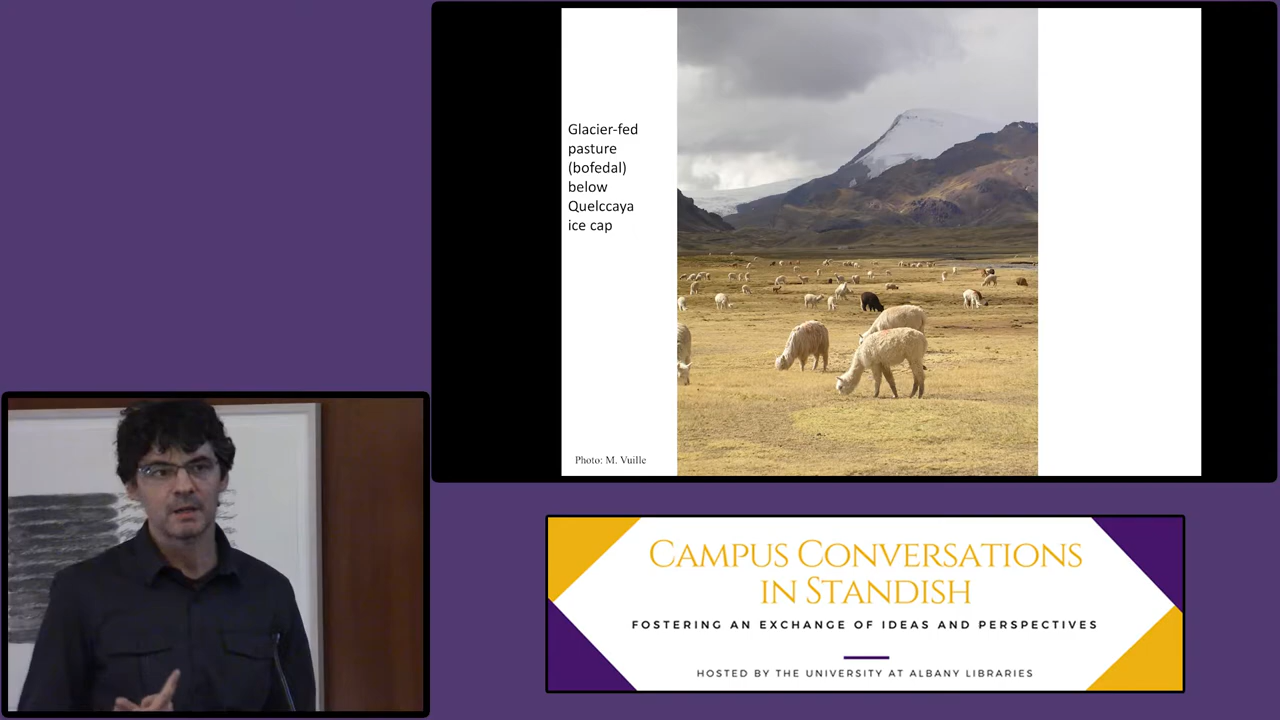 Glacier-fed
pasture
(bofedal)
below
Quelccaya
ice cap
Photo: M. Vuille
CAMPUS CONVERSATIONS
IN STANDISH
FOSTERING AN EXCHANGE OF IDEAS AND PERSPECTIVES
HOSTED BY THE UNIVERSITY AT ALBANY LIBRARIES